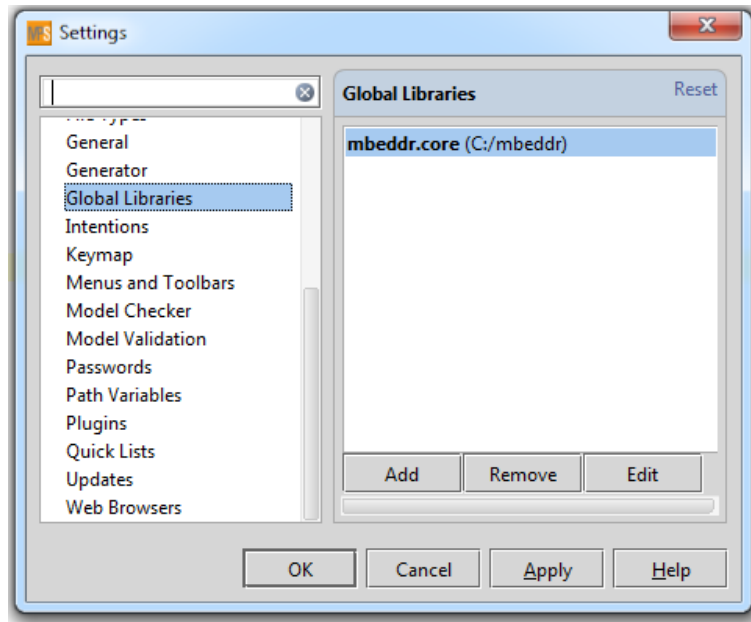 MPS Settings
Global Libraries
Reset
General
Generator
Global Libraries
Intentions
Keymap
Menus and Toolbars
Model Checker
Model Validation
Passwords
Path Variables
Plugins
Quick Lists
Updates
Web Browsers
mbeddr.core (C:/mbeddr)
Add
Remove
Edit
OK
Cancel
Apply
Help